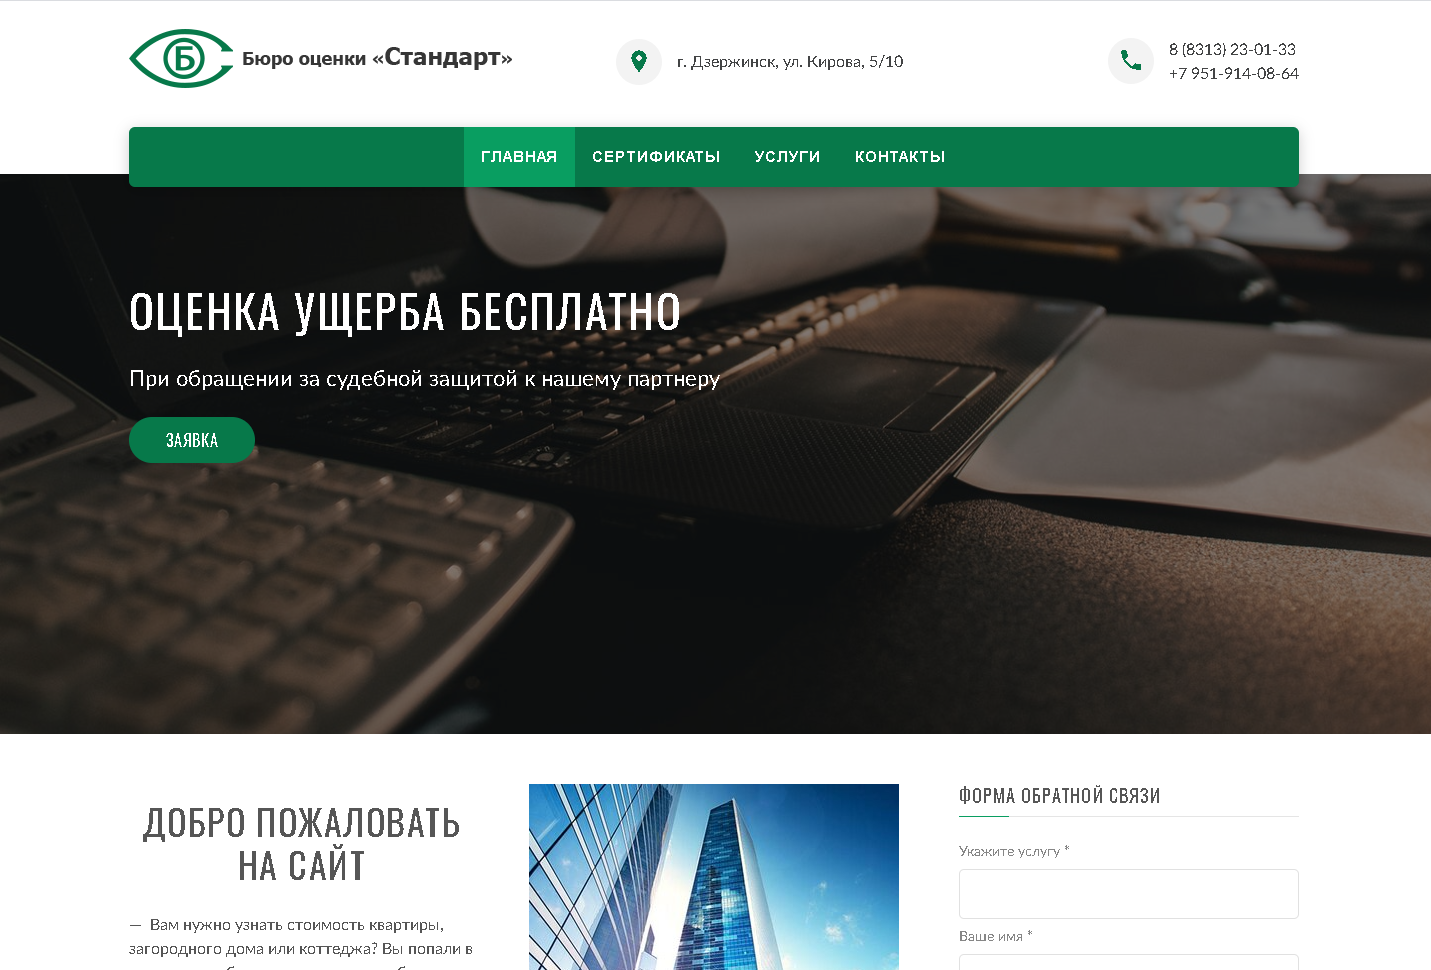 Б
Бюро оценки «Стандарт»
г. Дзержинск, ул. Кирова, 5/10
8 (8313) 23-01-33
+7 951-914-08-64
ГЛАВНАЯ СЕРТИФИКАТЫ УСЛУГИ КОНТАКТЫ
DELL
ОЦЕНКА УЩЕРБА БЕСПЛАТНО
При обращении за судебной защитой к нашему партнеру
ЗАЯВКА
ДОБРО ПОЖАЛОВАТЬ
НА САЙТ
— Вам нужно узнать стоимость квартиры,
загородного дома или коттеджа? Вы попали в
ФОРМА ОБРАТНОЙ СВЯЗИ
Укажите услугу *
Ваше имя *